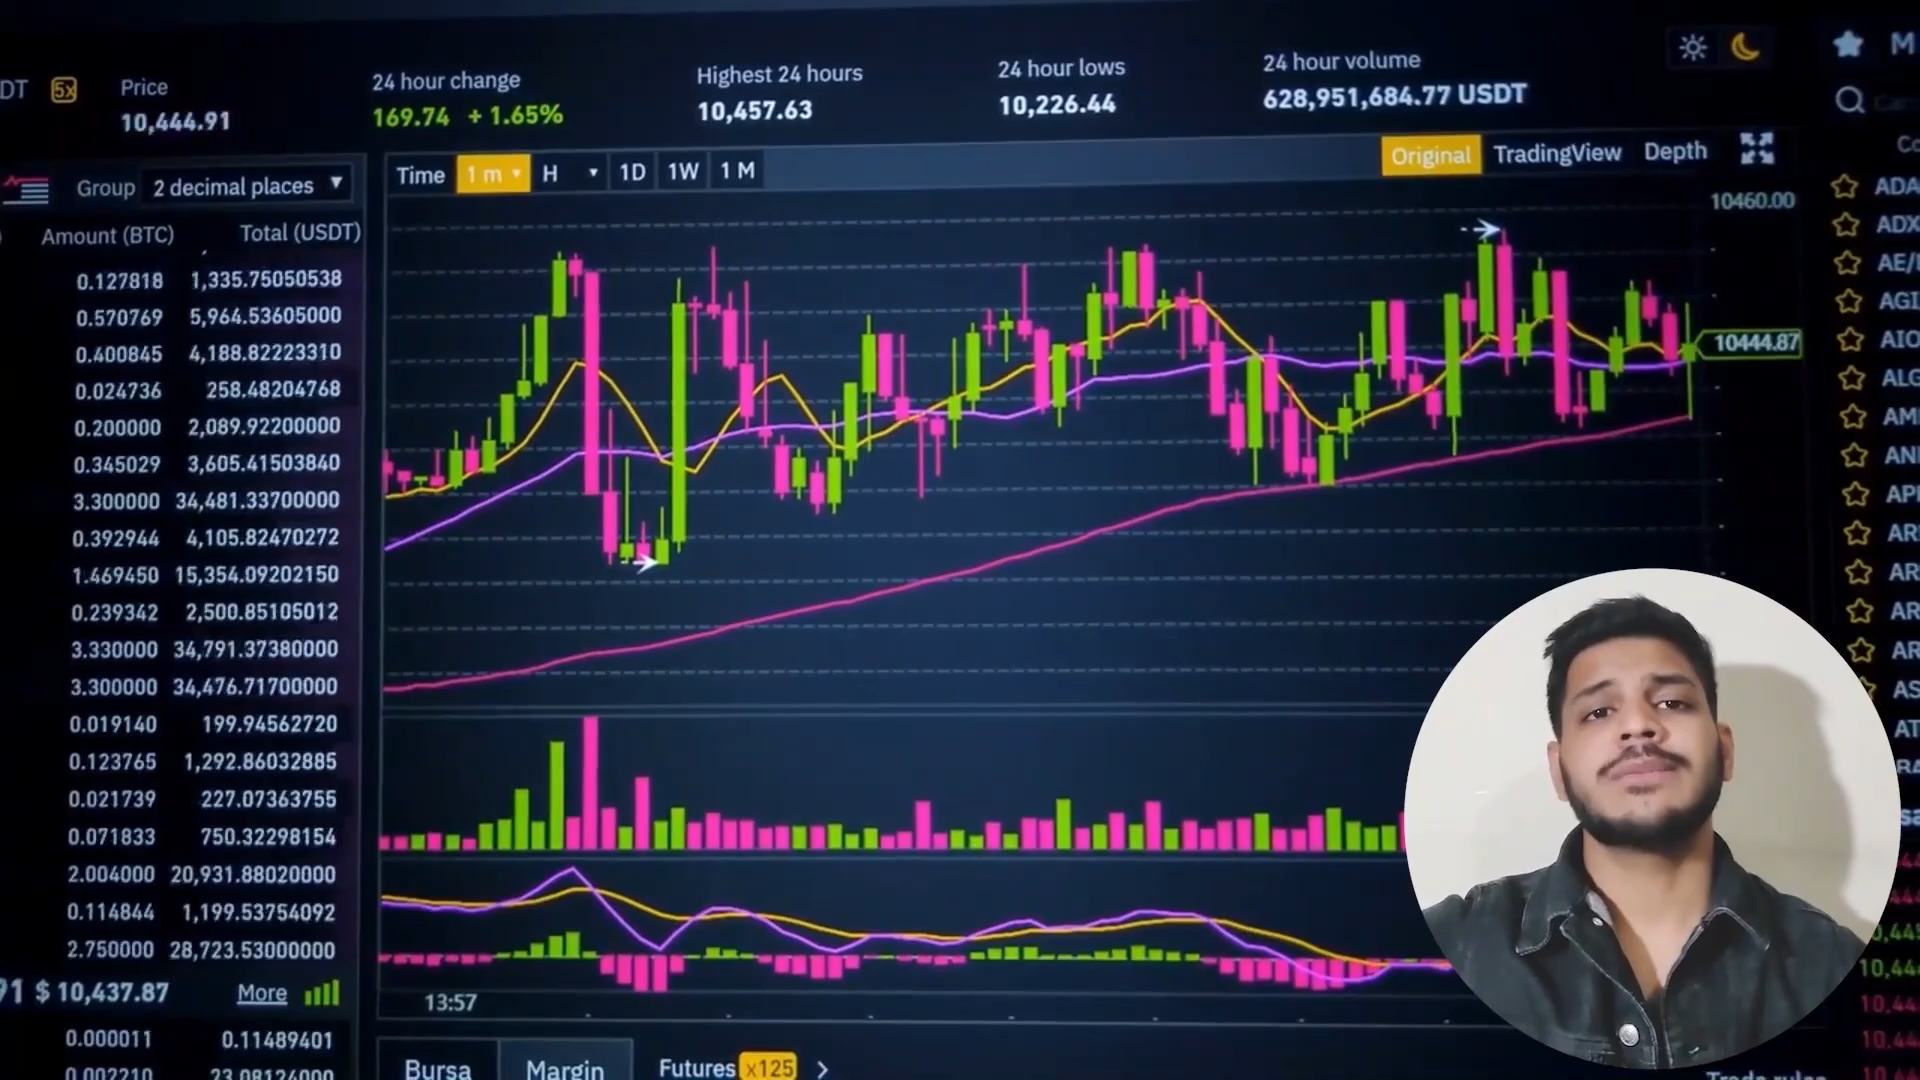 DT 5x
Price
10,444.91
24 hour change
169.74 + 1.65%
Highest 24 hours
10,457.63
24 hour lows
10,226.44
24 hour volume
628,951,684.77 USDT
M
Group 2 decimal places
Amount (BTC) Total (USDT)
0.127818 1,335.75050538
0.570769 5,964.53605000
0.400845 4,188.82223310
0.024736 258.48204768
0.200000 2,089.92200000
0.345029 3,605.41503840
3.300000 34,481.33700000
0.392944 4,105.82470272
1.469450 15,354.09202150
0.239342 2,500.85105012
3.330000 34,791.37380000
3.300000 34,476.71700000
0.019140 199.94562720
0.123765 1,292.86032885
0.021739 227.07363755
0.071833 750.32298154
2.004000 20,931.88020000
0.114844 1,199.53754092
2.750000 28,723.53000000
91 $ 10,437.87 More
0.000011 0.11489401
0.002210 23.08124000
Time 1 m H 1D 1W 1 M
Original TradingView Depth
10460.00
10444.87
13:57
Bursa Margin Futures x125
Co
ADA
ADX
AE/
AGI
AIO
ALG
AM
AN
AP
AR
AR
AR
AR
AS
AT